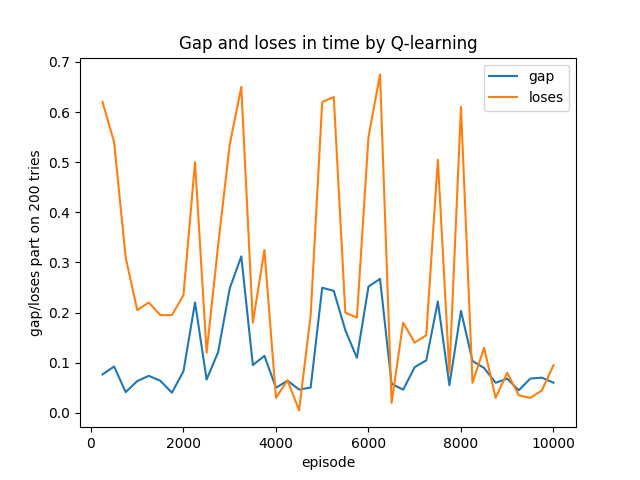 Gap and loses in time by Q-learning
gap
loses
gap/loses part on 200 tries
0.7
0.6
0.5
0.4
0.3
0.2
0.1
0.0
0 2000 4000 6000 8000 10000
episode